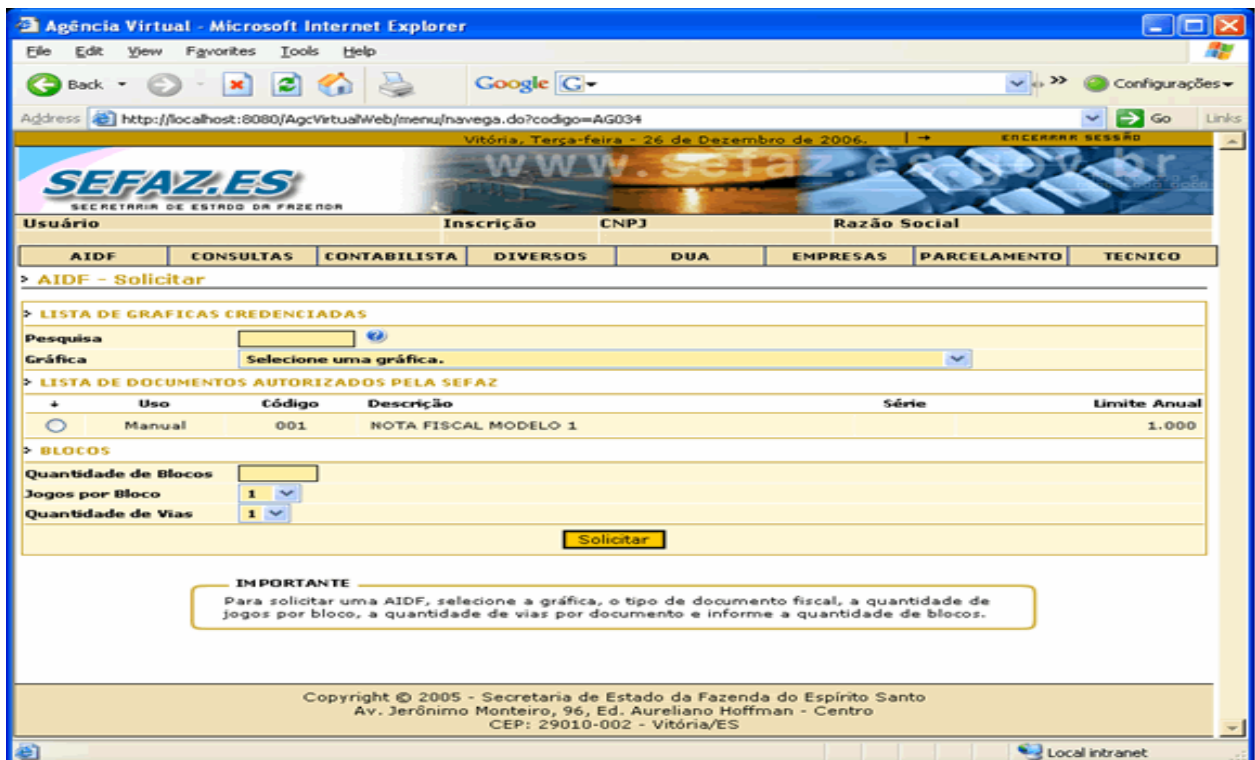 Agência Virtual - Microsoft Internet Explorer
File Edit View Favorites Tools Help
Back Google G Configurações
Address http://localhost:8080/AgcVirtualWeb/menu/navega.do?codigo=AG034 Go Links
Vitória, Terça-feira - 26 de Dezembro de 2006. ENCERRAR SESSÃO
www.sefaz.es.gov.br
SEFAZ.ES
SECRETARIA DE ESTADO DA FAZENDA
Usuário Inscrição CNPJ Razão Social
AIDF CONSULTAS CONTABILISTA DIVERSOS DUA EMPRESAS PARCELAMENTO TECNICO
> AIDF - Solicitar
> LISTA DE GRAFICAS CREDENCIADAS
Pesquisa
Gráfica Selecione uma gráfica.
> LISTA DE DOCUMENTOS AUTORIZADOS PELA SEFAZ
+ Uso Código Descrição Série Limite Anual
Manual 001 NOTA FISCAL MODELO 1 1.000
> BLOCOS
Quantidade de Blocos
Jogos por Bloco 1
Quantidade de Vias 1
Solicitar
IMPORTANTE
Para solicitar uma AIDF, selecione a gráfica, o tipo de documento fiscal, a quantidade de
jogos por bloco, a quantidade de vias por documento e informe a quantidade de blocos.
Copyright © 2005 - Secretaria de Estado da Fazenda do Espírito Santo
Av. Jerônimo Monteiro, 96, Ed. Aureliano Hoffman - Centro
CEP: 29010-002 - Vitória/ES
Local intranet